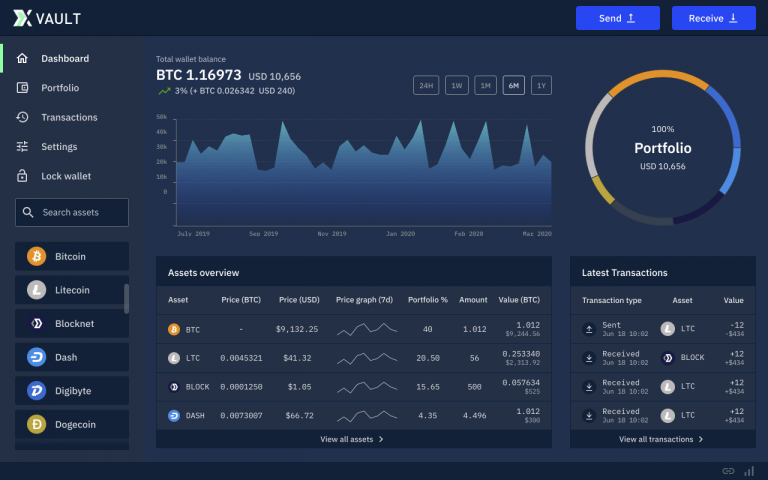 VAULT
Send
Receive
Dashboard
Portfolio
Transactions
Settings
Lock wallet
Search assets
Bitcoin
Litecoin
Blocknet
Dash
Digibyte
Dogecoin
Total wallet balance
BTC 1.16973 USD 10,656
3% (+ BTC 0.026342 USD 240)
24H 1W 1M 6M 1Y
50k
40k
30k
20k
10k
0
July 2019 Sep 2019 Nov 2019 Jan 2020 Feb 2020 Mar 2020
100%
Portfolio
USD 10,656
Assets overview
Asset Price (BTC) Price (USD) Price graph (7d) Portfolio % Amount Value (BTC)
BTC - $9,132.25 40 1.012 1.012
$9,244.56
LTC 0.0045321 $41.32 20.50 56 0.253340
$2,313.92
BLOCK 0.0001250 $1.05 15.65 500 0.057634
$525
DASH 0.0073007 $66.72 4.35 4.496 1.012
$300
View all assets
Latest Transactions
Transaction type Asset Value
Sent LTC -12
Jun 18 10:02 -$434
Received BLOCK +12
Jun 18 10:02 +$434
Received LTC +12
Jun 18 10:02 +$434
Received LTC +12
Jun 18 10:02 +$434
View all transactions